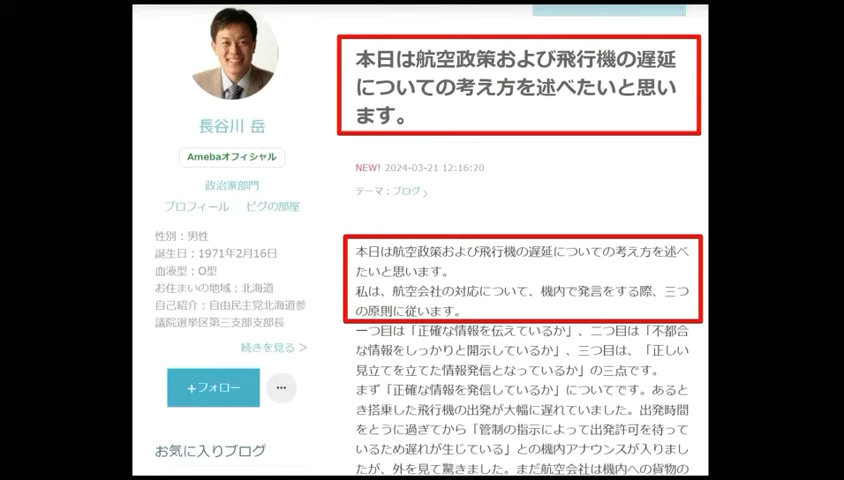 長谷川 岳
Amebaオフィシャル
政治家部門
プロフィール ピグの部屋
性別：男性
誕生日：1971年2月16日
血液型：O型
お住まいの地域：北海道
自己紹介：自由民主党北海道参
議院選挙区第三支部支部長
続きを見る >
+フォロー
...
お気に入りブログ
本日は航空政策および飛行機の遅延
についての考え方を述べたいと思い
ます。
NEW! 2024-03-21 12:16:20
テーマ：ブログ
本日は航空政策および飛行機の遅延についての考え方を述べ
たいと思います。
私は、航空会社の対応について、機内で発言をする際、三つ
の原則に従います。
一つ目は「正確な情報を伝えているか」、二つ目は「不都合
な情報をしっかりと開示しているか」、三つ目は、「正しい
見立てを立てた情報発信となっているか」の三点です。
まず「正確な情報を発信しているか」についてです。あると
き搭乗した飛行機の出発が大幅に遅れていました。出発時間
をとうに過ぎてから「管制の指示によって出発許可を待って
いるため遅れが生じている」との機内アナウンスが入りまし
たが、外を見て驚きました。まだ航空会社は機内への貨物の